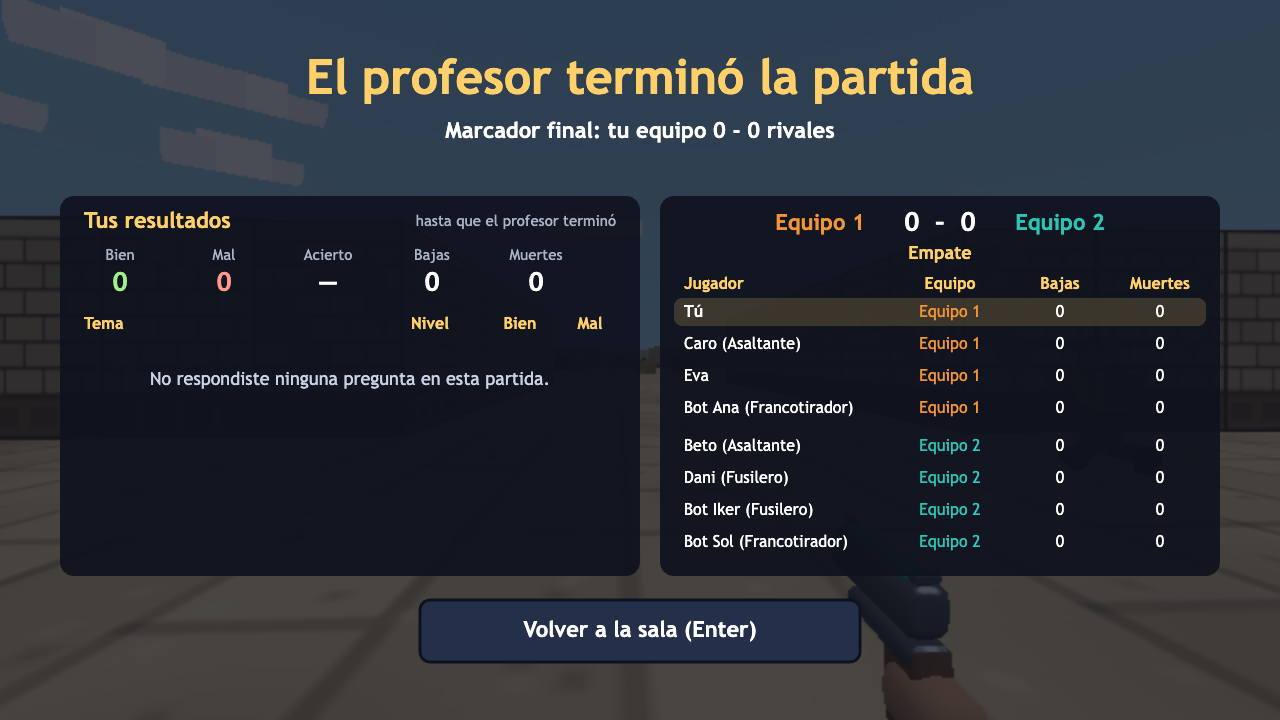 El profesor terminó la partida
Marcador final: tu equipo 0 - 0 rivales
Tus resultados hasta que el profesor terminó
Bien Mal Acierto Bajas Muertes
0 0 — 0 0
Tema Nivel Bien Mal
No respondiste ninguna pregunta en esta partida.
Equipo 1 0 - 0 Equipo 2
Empate
Jugador Equipo Bajas Muertes
Tú Equipo 1 0 0
Caro (Asaltante) Equipo 1 0 0
Eva Equipo 1 0 0
Bot Ana (Francotirador) Equipo 1 0 0
Beto (Asaltante) Equipo 2 0 0
Dani (Fusilero) Equipo 2 0 0
Bot Iker (Fusilero) Equipo 2 0 0
Bot Sol (Francotirador) Equipo 2 0 0
Volver a la sala (Enter)